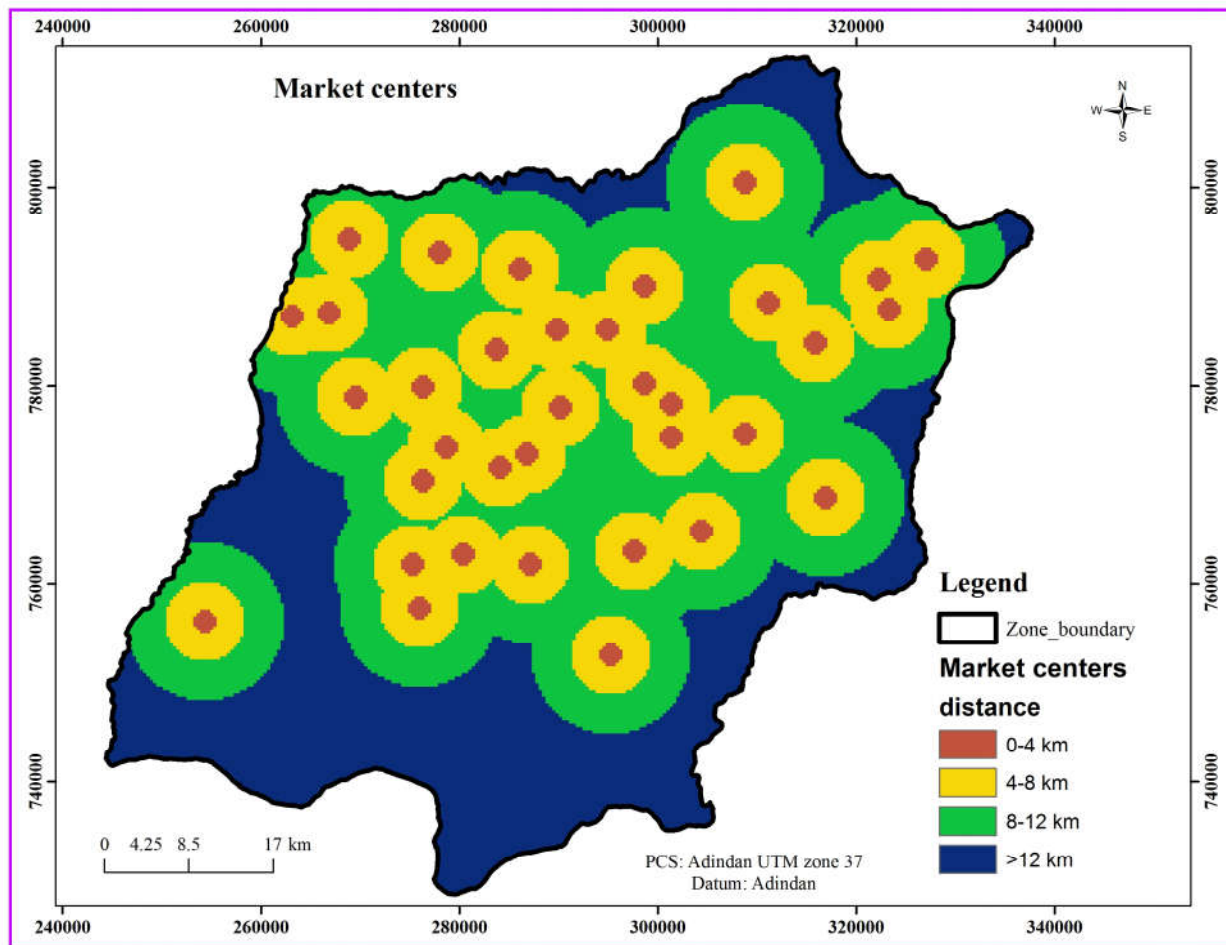 240000 260000 280000 300000 320000 340000
Market centers
N
W E
S
800000 800000
780000 780000
760000 760000
740000 740000
Legend
Zone_boundary
Market centers
distance
0-4 km
4-8 km
8-12 km
>12 km
0 4.25 8.5 17 km
PCS: Adindan UTM zone 37
Datum: Adindan
240000 260000 280000 300000 320000 340000